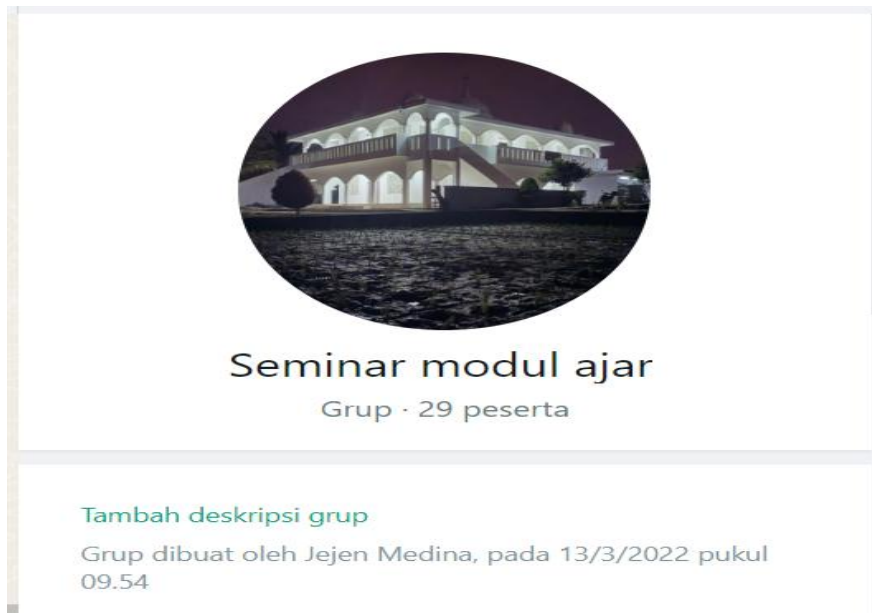 Seminar modul ajar
Grup · 29 peserta
Tambah deskripsi grup
Grup dibuat oleh Jejen Medina, pada 13/3/2022 pukul
09.54